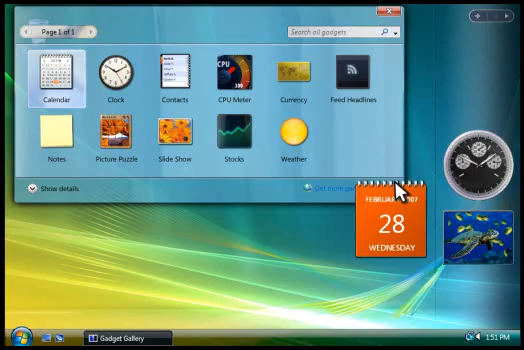 Page 1 of 1
Search all gadgets
Calendar
Clock
Contacts
CPU Meter
Currency
Feed Headlines
CPU
Notes
Picture Puzzle
Slide Show
Stocks
Weather
Show details
Get more
28
WEDNESDAY
Gadget Gallery
1:51 PM